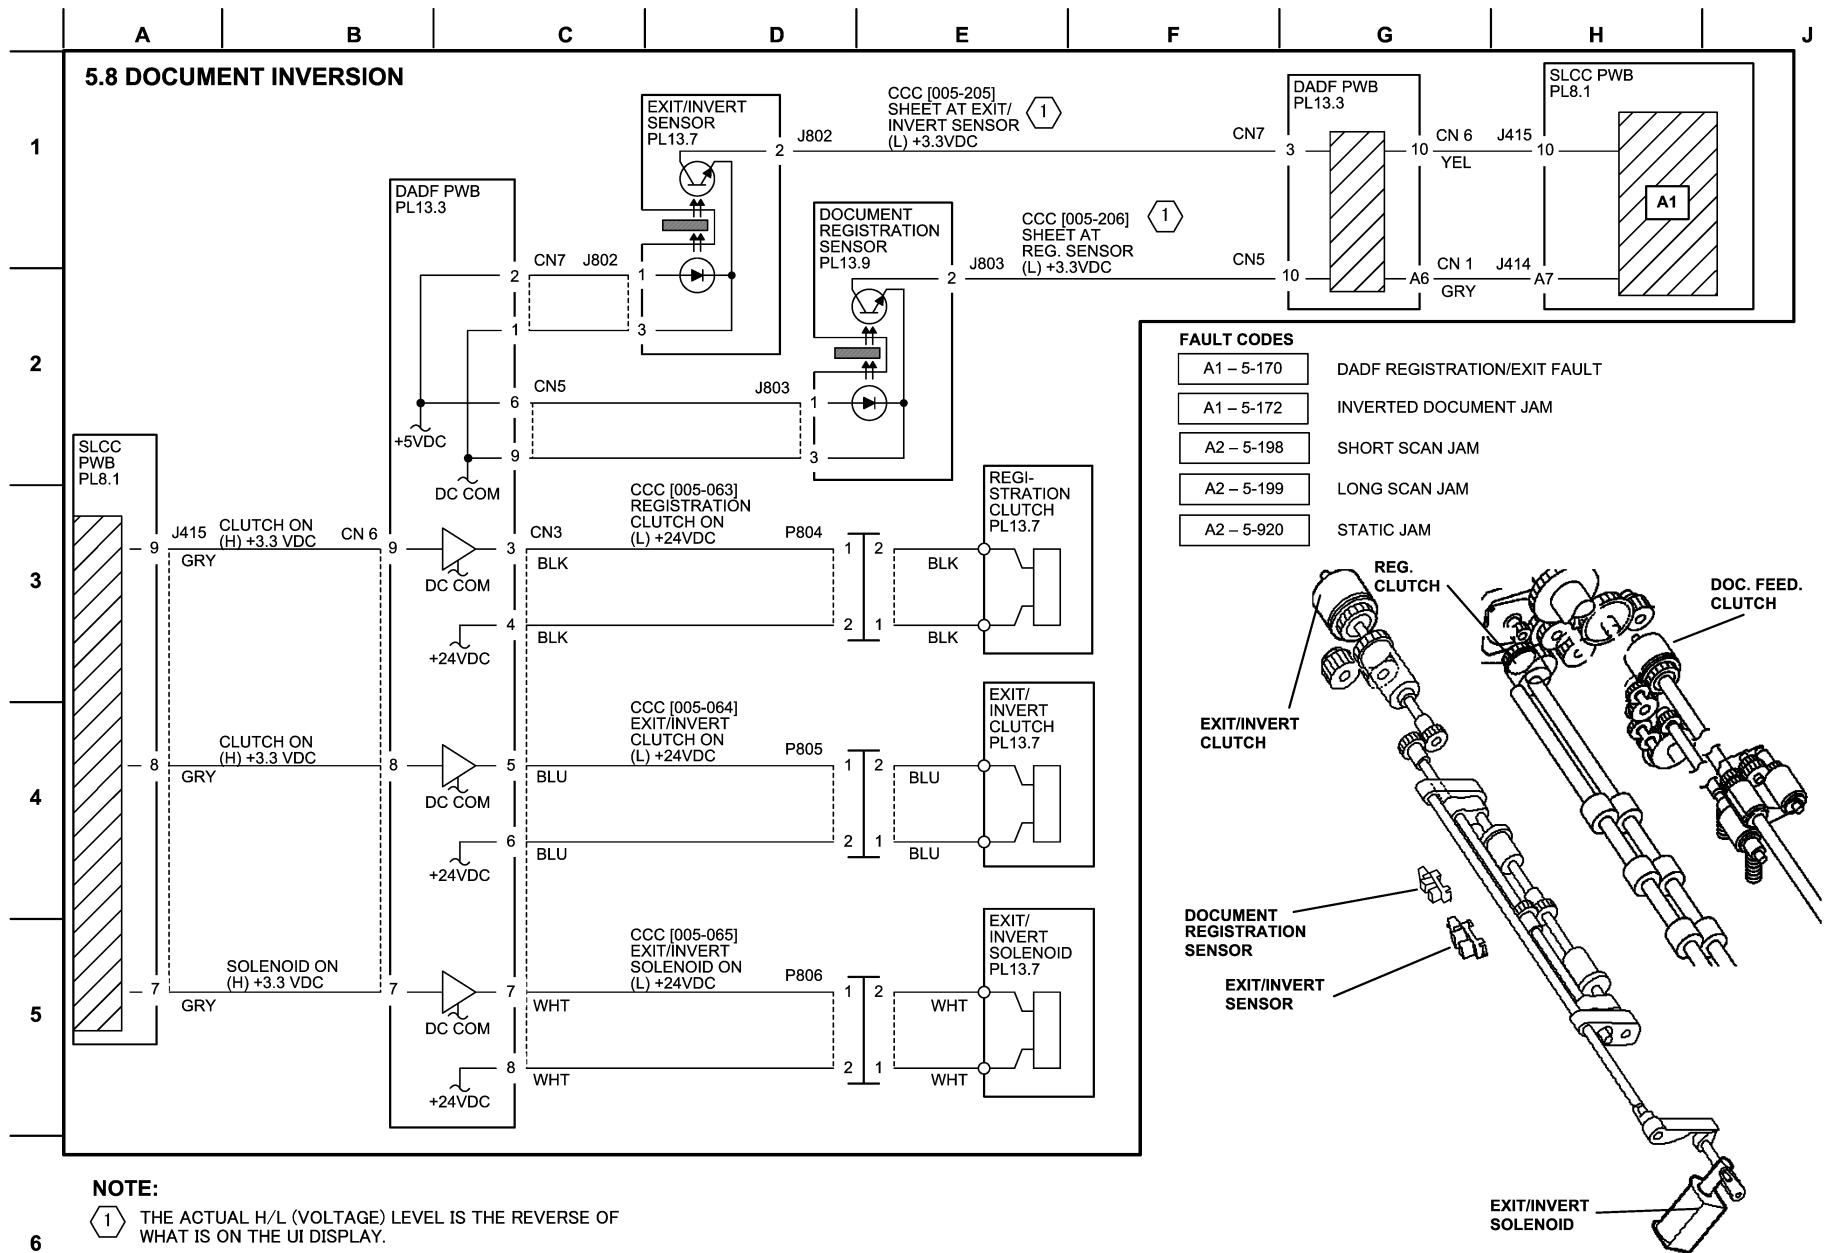 A B C D E F G H J
1
2
3
4
5
6
5.8 DOCUMENT INVERSION
EXIT/INVERT
SENSOR
PL13.7
2
J802
CCC [005-205]
SHEET AT EXIT/
INVERT SENSOR
(L) +3.3VDC
1
CN7
3
DADF PWB
PL13.3
10
CN 6
YEL
J415
10
SLCC PWB
PL8.1
A1
DADF PWB
PL13.3
DOCUMENT
REGISTRATION
SENSOR
PL13.9
2
J803
CCC [005-206]
SHEET AT
REG. SENSOR
(L) +3.3VDC
1
CN5
10
A6
CN 1
GRY
J414
A7
2
CN7
J802
1
1
3
6
CN5
J803
1
9
3
+5VDC
DC COM
FAULT CODES
A1 – 5-170
DADF REGISTRATION/EXIT FAULT
A1 – 5-172
INVERTED DOCUMENT JAM
A2 – 5-198
SHORT SCAN JAM
A2 – 5-199
LONG SCAN JAM
A2 – 5-920
STATIC JAM
SLCC
PWB
PL8.1
9
J415
CLUTCH ON
(H) +3.3 VDC
GRY
CN 6
9
DC COM
3
CN3
BLK
CCC [005-063]
REGISTRATION
CLUTCH ON
(L) +24VDC
P804
1
2
BLK
REGI-
STRATION
CLUTCH
PL13.7
+24VDC
4
BLK
2
1
BLK
8
CLUTCH ON
(H) +3.3 VDC
GRY
8
DC COM
5
BLU
CCC [005-064]
EXIT/INVERT
CLUTCH ON
(L) +24VDC
P805
1
2
BLU
EXIT/
INVERT
CLUTCH
PL13.7
+24VDC
6
BLU
2
1
BLU
7
SOLENOID ON
(H) +3.3 VDC
GRY
7
DC COM
7
WHT
CCC [005-065]
EXIT/INVERT
SOLENOID ON
(L) +24VDC
P806
1
2
WHT
EXIT/
INVERT
SOLENOID
PL13.7
+24VDC
8
WHT
2
1
WHT
REG.
CLUTCH
DOC. FEED.
CLUTCH
EXIT/INVERT
CLUTCH
DOCUMENT
REGISTRATION
SENSOR
EXIT/INVERT
SENSOR
EXIT/INVERT
SOLENOID
NOTE:
1
THE ACTUAL H/L (VOLTAGE) LEVEL IS THE REVERSE OF
WHAT IS ON THE UI DISPLAY.